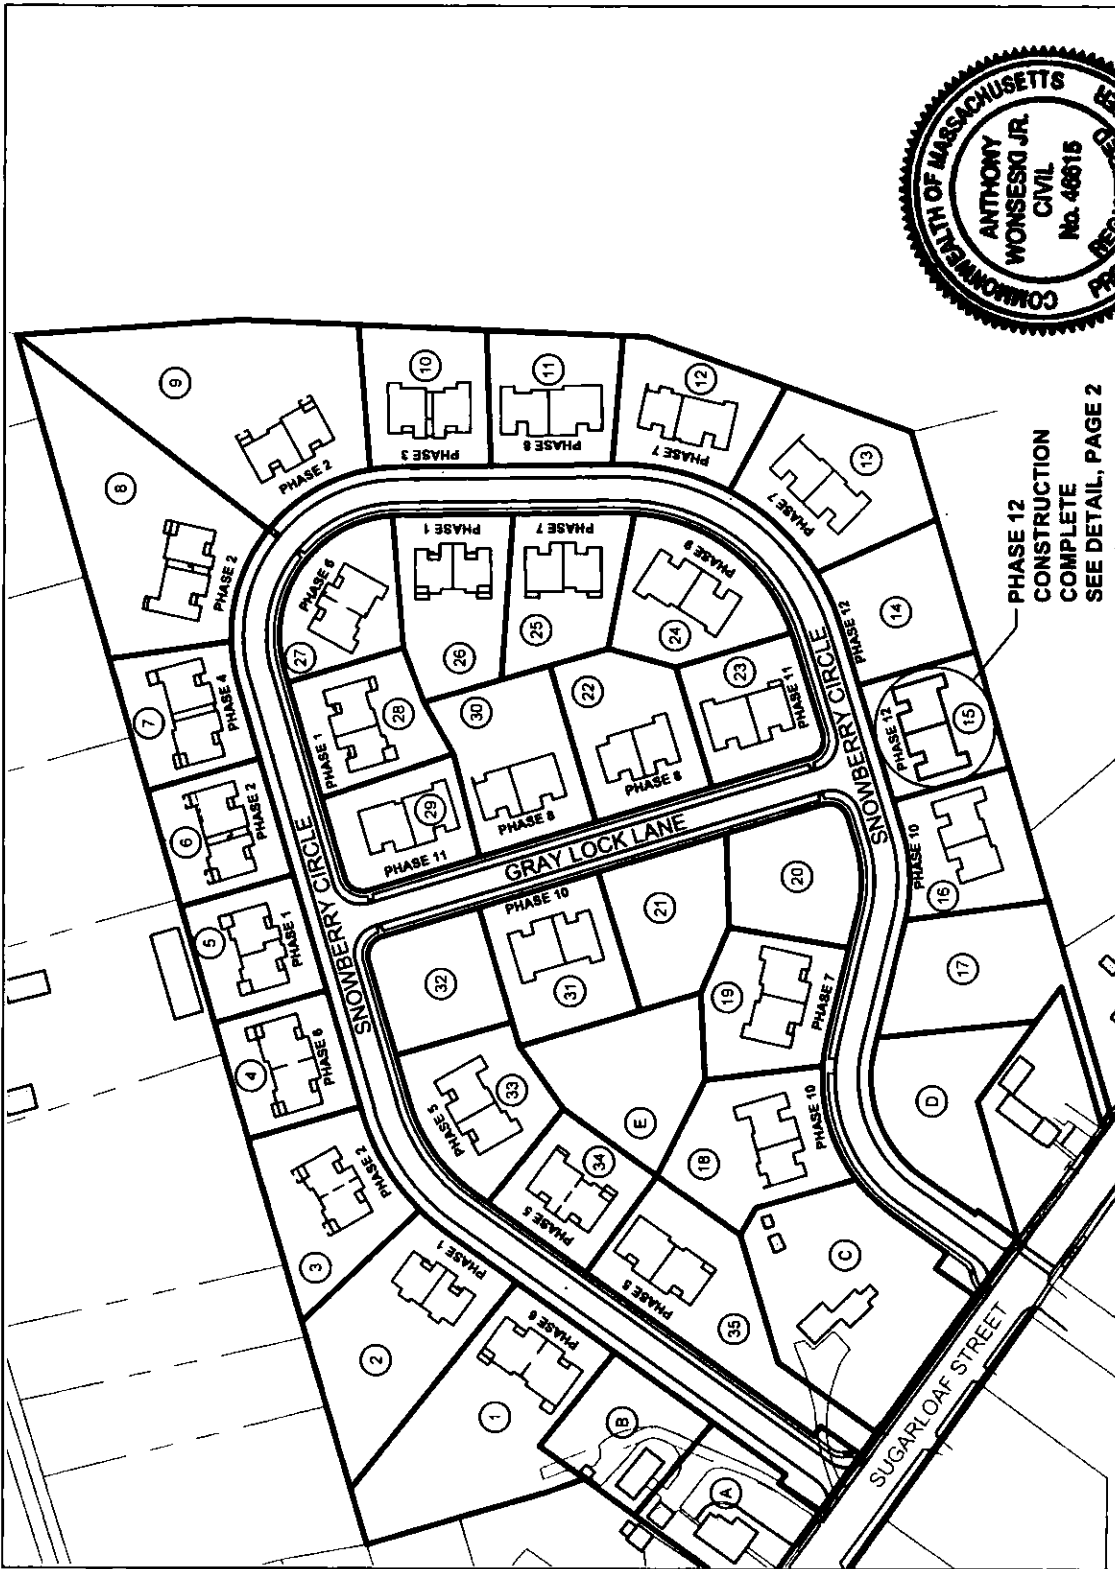 COMMONWEALTH OF MASSACHUSETTS
ANTHONY
WONSESKI JR.
CIVIL
No. 46615
PHASE 12
CONSTRUCTION
COMPLETE
SEE DETAIL, PAGE 2
SNOWBERRY CIRCLE
SNOWBERRY CIRCLE
GRAY LOCK LANE
SUGARLOAF STREET
1
PHASE 6
2
PHASE 1
3
PHASE 2
4
PHASE 6
5
PHASE 1
6
PHASE 2
7
PHASE 4
8
PHASE 2
9
PHASE 2
10
PHASE 3
11
PHASE 8
12
PHASE 7
13
PHASE 7
14
PHASE 12
15
PHASE 12
16
PHASE 10
17
18
PHASE 10
19
PHASE 7
20
21
22
PHASE 8
23
PHASE 11
24
PHASE 9
25
PHASE 7
26
PHASE 1
27
28
PHASE 1
29
PHASE 11
30
PHASE 8
31
PHASE 10
32
33
PHASE 5
34
PHASE 5
35
A
B
C
D
E